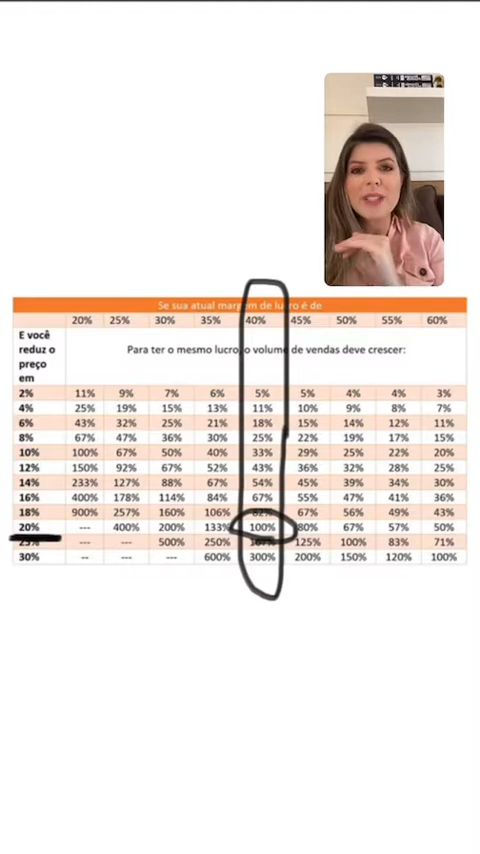 Se sua atual margem de lucro é de
20% 25% 30% 35% 40% 45% 50% 55% 60%
E você
reduz o
preço
em
Para ter o mesmo lucro, o volume de vendas deve crescer:
2% 11% 9% 7% 6% 5% 5% 4% 4% 3%
4% 25% 19% 15% 13% 11% 10% 9% 8% 7%
6% 43% 32% 25% 21% 18% 15% 14% 12% 11%
8% 67% 47% 36% 30% 25% 22% 19% 17% 15%
10% 100% 67% 50% 40% 33% 29% 25% 22% 20%
12% 150% 92% 67% 52% 43% 36% 32% 28% 25%
14% 233% 127% 88% 67% 54% 45% 39% 34% 30%
16% 400% 178% 114% 84% 67% 55% 47% 41% 36%
18% 900% 257% 160% 106% 82% 67% 56% 49% 43%
20% --- 400% 200% 133% 100% 80% 67% 57% 50%
25% --- --- 500% 250% 167% 125% 100% 83% 71%
30% -- --- --- 600% 300% 200% 150% 120% 100%